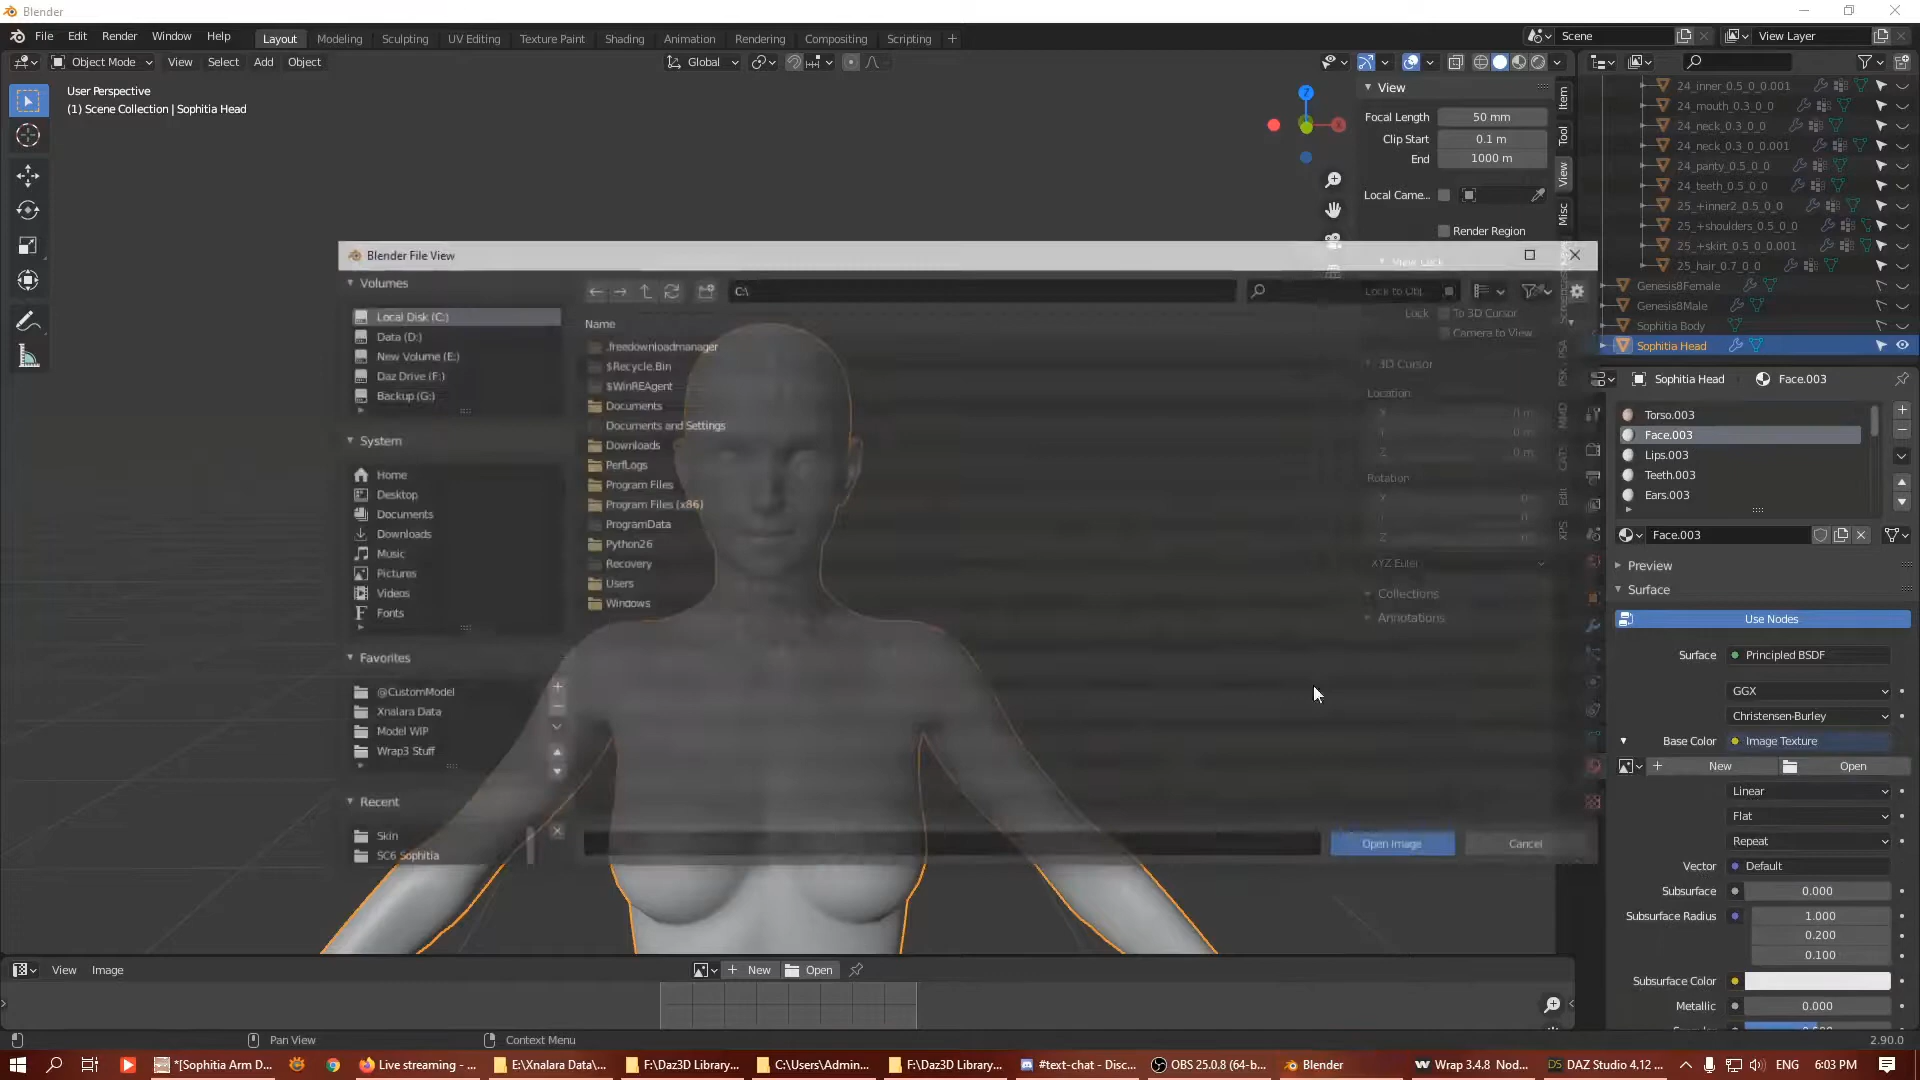 Blender
File Edit Render Window Help
Layout Modeling Sculpting UV Editing Texture Paint Shading Animation Rendering Compositing Scripting +
Scene
View Layer
Object Mode View Select Add Object
Global
User Perspective
(1) Scene Collection | Sophitia Head
Z
X
View
Focal Length 50 mm
Clip Start 0.1 m
End 1000 m
Local Came...
Render Region
View Lock
Lock to Obj
Lock To 3D Cursor
Camera to View
3D Cursor
Location
X 0 m
Y 0 m
Z 0 m
Rotation
XYZ Euler
Collections
Annotations
Item
Tool
View
Misc
PSK / PSA
MMD
CATS
Edit
XPS
24_inner_0.5_0_0.001
24_mouth_0.3_0_0
24_neck_0.3_0_0
24_neck_0.3_0_0.001
24_panty_0.5_0_0
24_teeth_0.5_0_0
25_+inner2_0.5_0_0
25_+shoulders_0.5_0_0
25_+skirt_0.5_0_0.001
25_hair_0.7_0_0
Genesis8Female
Genesis8Male
Sophitia Body
Sophitia Head
Sophitia Head Face.003
Torso.003
Face.003
Lips.003
Teeth.003
Ears.003
Face.003
Preview
Surface
Use Nodes
Surface Principled BSDF
GGX
Christensen-Burley
Base Color Image Texture
New Open
Linear
Flat
Repeat
Vector Default
Subsurface 0.000
Subsurface Radius 1.000
0.200
0.100
Subsurface Color
Metallic 0.000
Blender File View
Volumes
Local Disk (C:)
Data (D:)
New Volume (E:)
Daz Drive (F:)
Backup (G:)
System
Home
Desktop
Documents
Downloads
Music
Pictures
Videos
Fonts
Favorites
@CustomModel
Xnalara Data
Model WIP
Wrap3 Stuff
Recent
Skin
SC6 Sophitia
C:\
Name
.freedownloadmanager
$Recycle.Bin
$WinREAgent
Documents
Documents and Settings
Downloads
PerfLogs
Program Files
Program Files (x86)
ProgramData
Python26
Recovery
Users
Windows
Open Image
Cancel
View Image
New Open
Pan View
Context Menu
2.90.0
*[Sophitia Arm D...
Live streaming - ...
E:\Xnalara Data\...
F:\Daz3D Library...
C:\Users\Admin...
F:\Daz3D Library...
#text-chat - Disc...
OBS 25.0.8 (64-b...
Blender
Wrap 3.4.8 Nod...
DAZ Studio 4.12 ...
ENG
6:03 PM